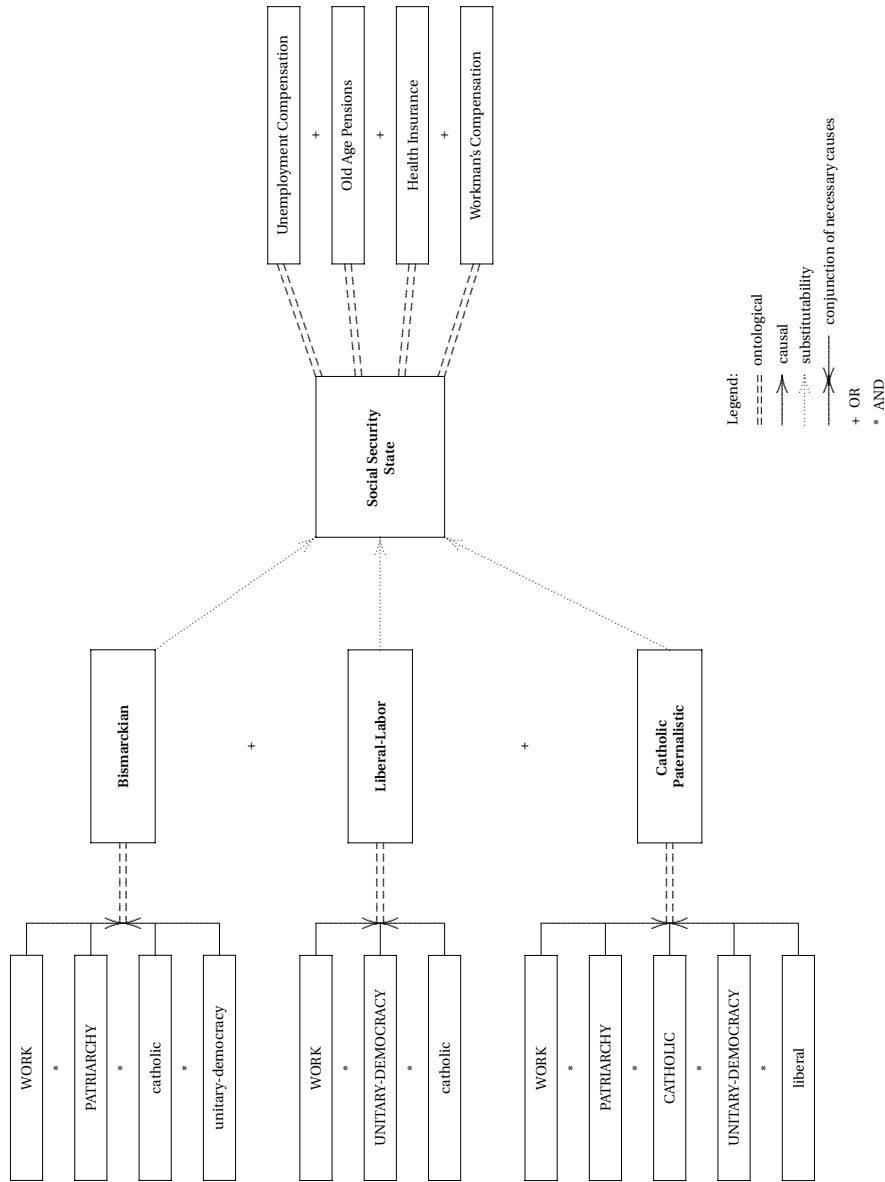 WORK
*
PATRIARCHY
*
catholic
*
unitary-democracy
Bismarckian
+
WORK
*
UNITARY-DEMOCRACY
*
catholic
Liberal-Labor
+
WORK
*
PATRIARCHY
*
CATHOLIC
*
UNITARY-DEMOCRACY
*
liberal
Catholic
Paternalistic
Social Security
State
Unemployment Compensation
+
Old Age Pensions
+
Health Insurance
+
Workman's Compensation
Legend:
ontological
causal
substitutability
conjunction of necessary causes
+ OR
* AND